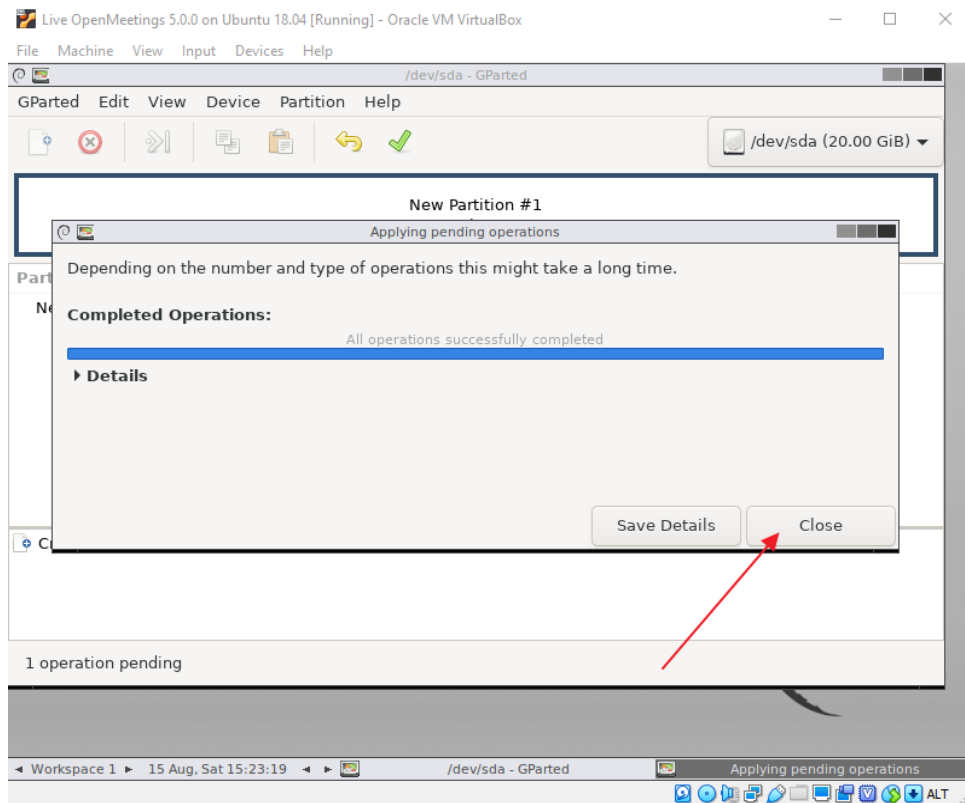 Live OpenMeetings 5.0.0 on Ubuntu 18.04 [Running] - Oracle VM VirtualBox
File Machine View Input Devices Help
/dev/sda - GParted
GParted Edit View Device Partition Help
/dev/sda (20.00 GiB)
New Partition #1
Applying pending operations
Depending on the number and type of operations this might take a long time.
Part
Ne
Completed Operations:
All operations successfully completed
Details
Save Details Close
1 operation pending
Workspace 1 15 Aug, Sat 15:23:19 /dev/sda - GParted Applying pending operations
ALT